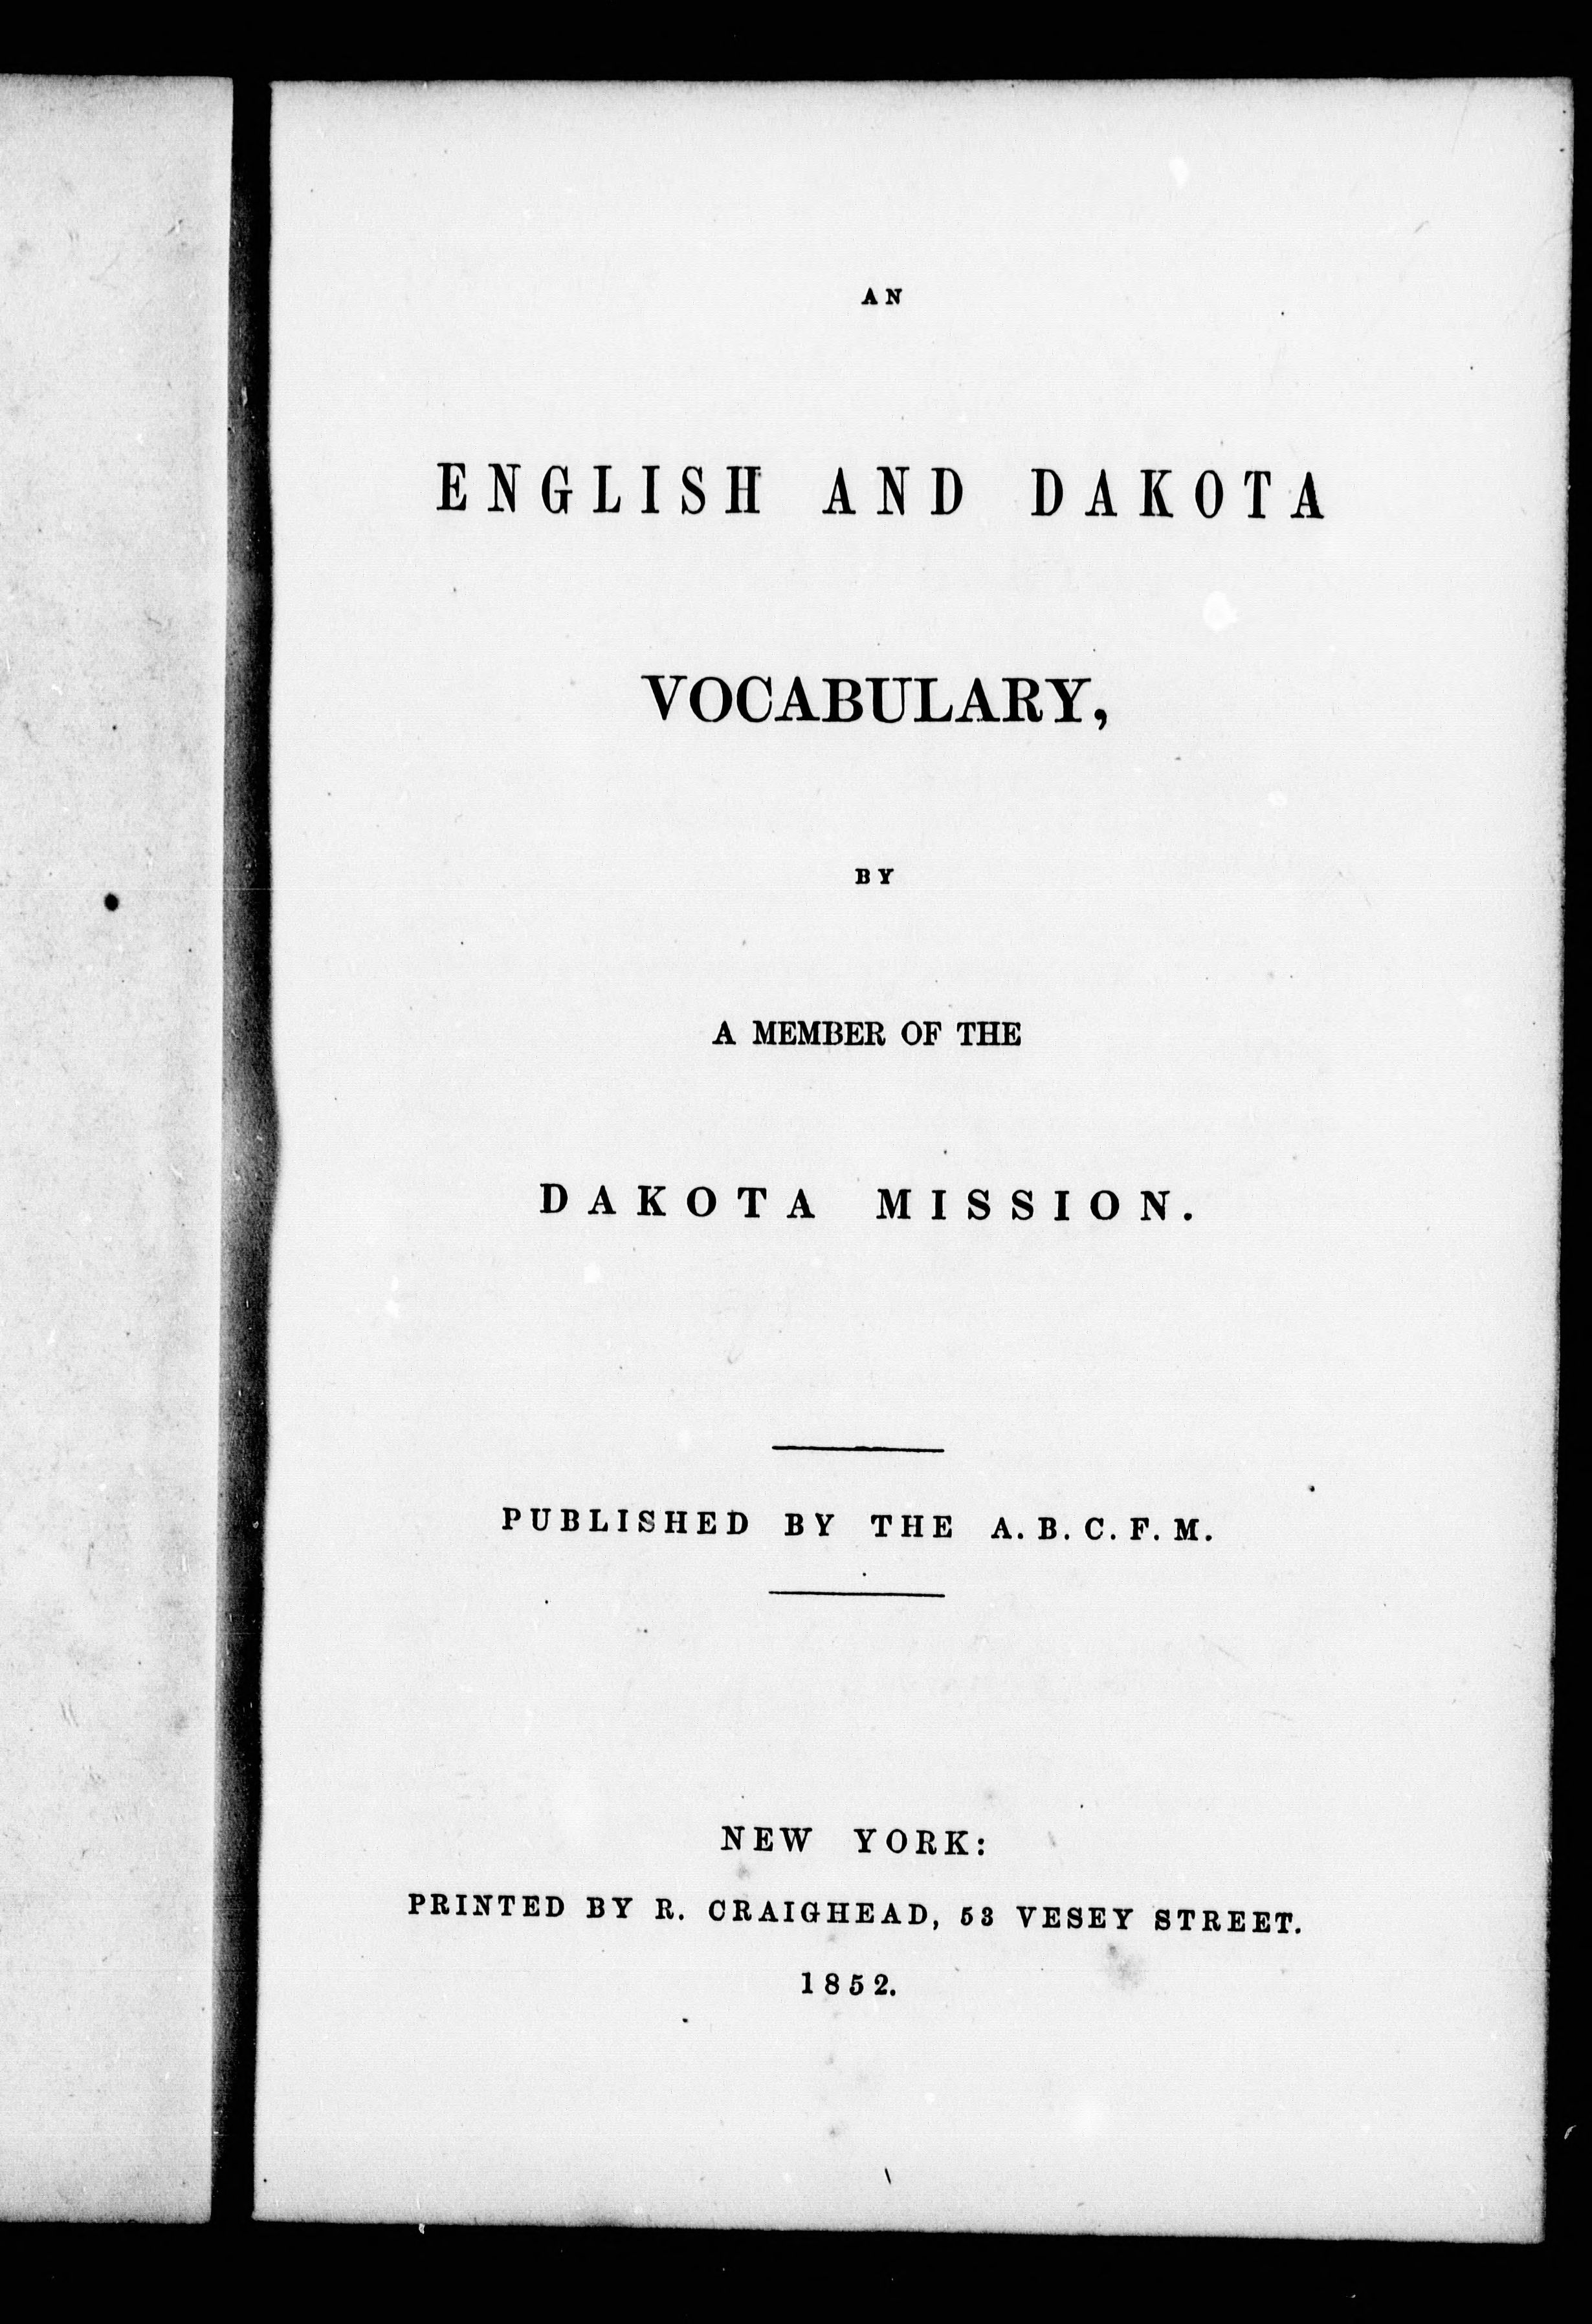 AN
ENGLISH AND DAKOTA
VOCABULARY,
BY
A MEMBER OF THE
DAKOTA MISSION.
PUBLISHED BY THE A. B. C. F. M.
NEW YORK:
PRINTED BY R. CRAIGHEAD, 53 VESEY STREET.
1852.